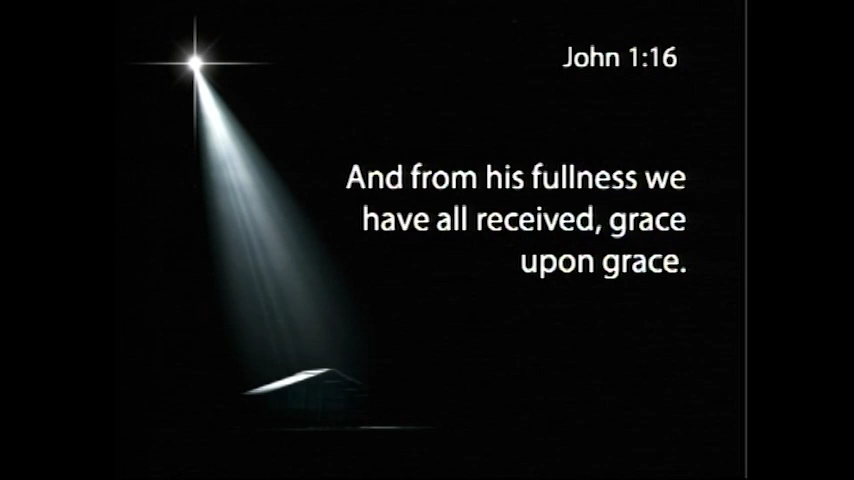 John 1:16
And from his fullness we
have all received, grace
upon grace.